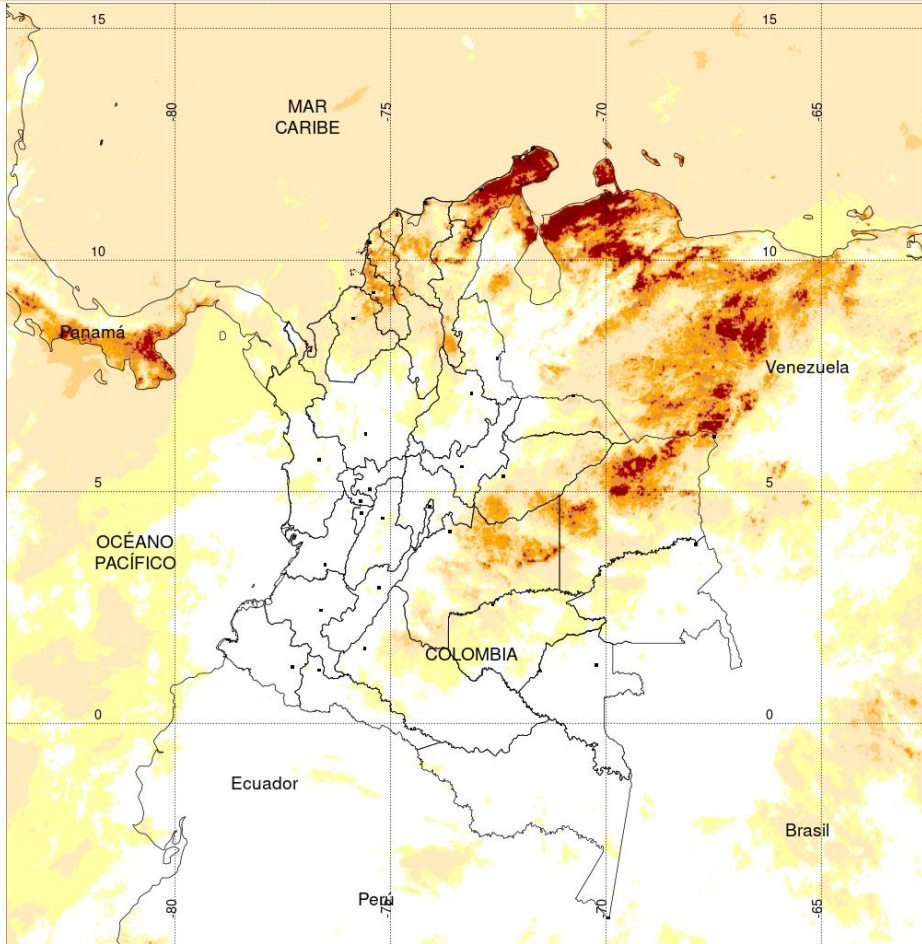 15
15
-80
-75
-70
-65
MAR
CARIBE
10
10
Panamá
Venezuela
5
5
OCÉANO
PACÍFICO
COLOMBIA
0
0
Ecuador
Brasil
Perú
-80
-75
-70
-65